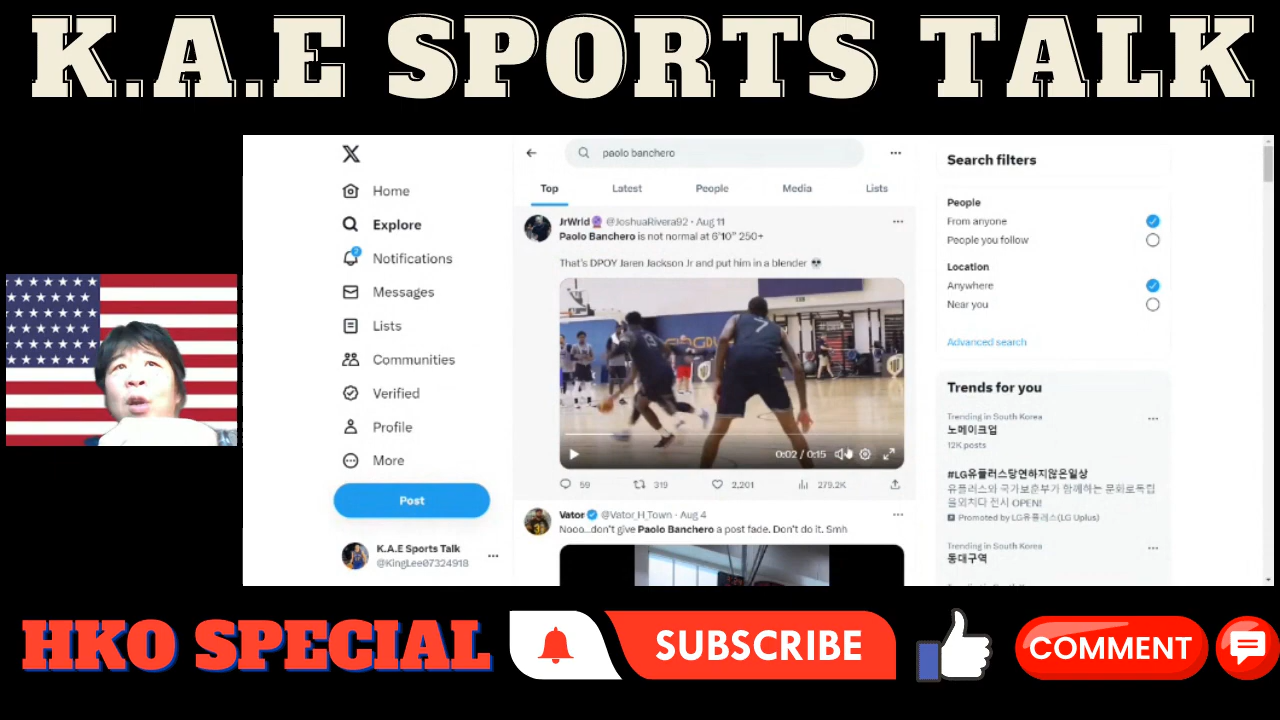 K.A.E SPORTS TALK
X
Home
Explore
Notifications
Messages
Lists
Communities
Verified
Profile
More
Post
K.A.E Sports Talk
@KingLee07324918
paolo banchero
Top Latest People Media Lists
JrWrld @JoshuaRivera92 · Aug 11
Paolo Banchero is not normal at 6'10" 250+
That's DPOY Jaren Jackson Jr and put him in a blender
7
0:02 / 0:15
59 319 2,201 279.2K
Vator @Vator_H_Town · Aug 4
Nooo...don't give Paolo Banchero a post fade. Don't do it. Smh
Search filters
People
From anyone
People you follow
Location
Anywhere
Near you
Advanced search
Trends for you
Trending in South Korea
노메이크업
12K posts
#LG유플러스당연하지않은일상
유플러스와 국가보훈부가 함께하는 문화로독립
을외치다 전시 OPEN!
Promoted by LG유플러스(LG Uplus)
Trending in South Korea
동대구역
HKO SPECIAL
SUBSCRIBE
COMMENT